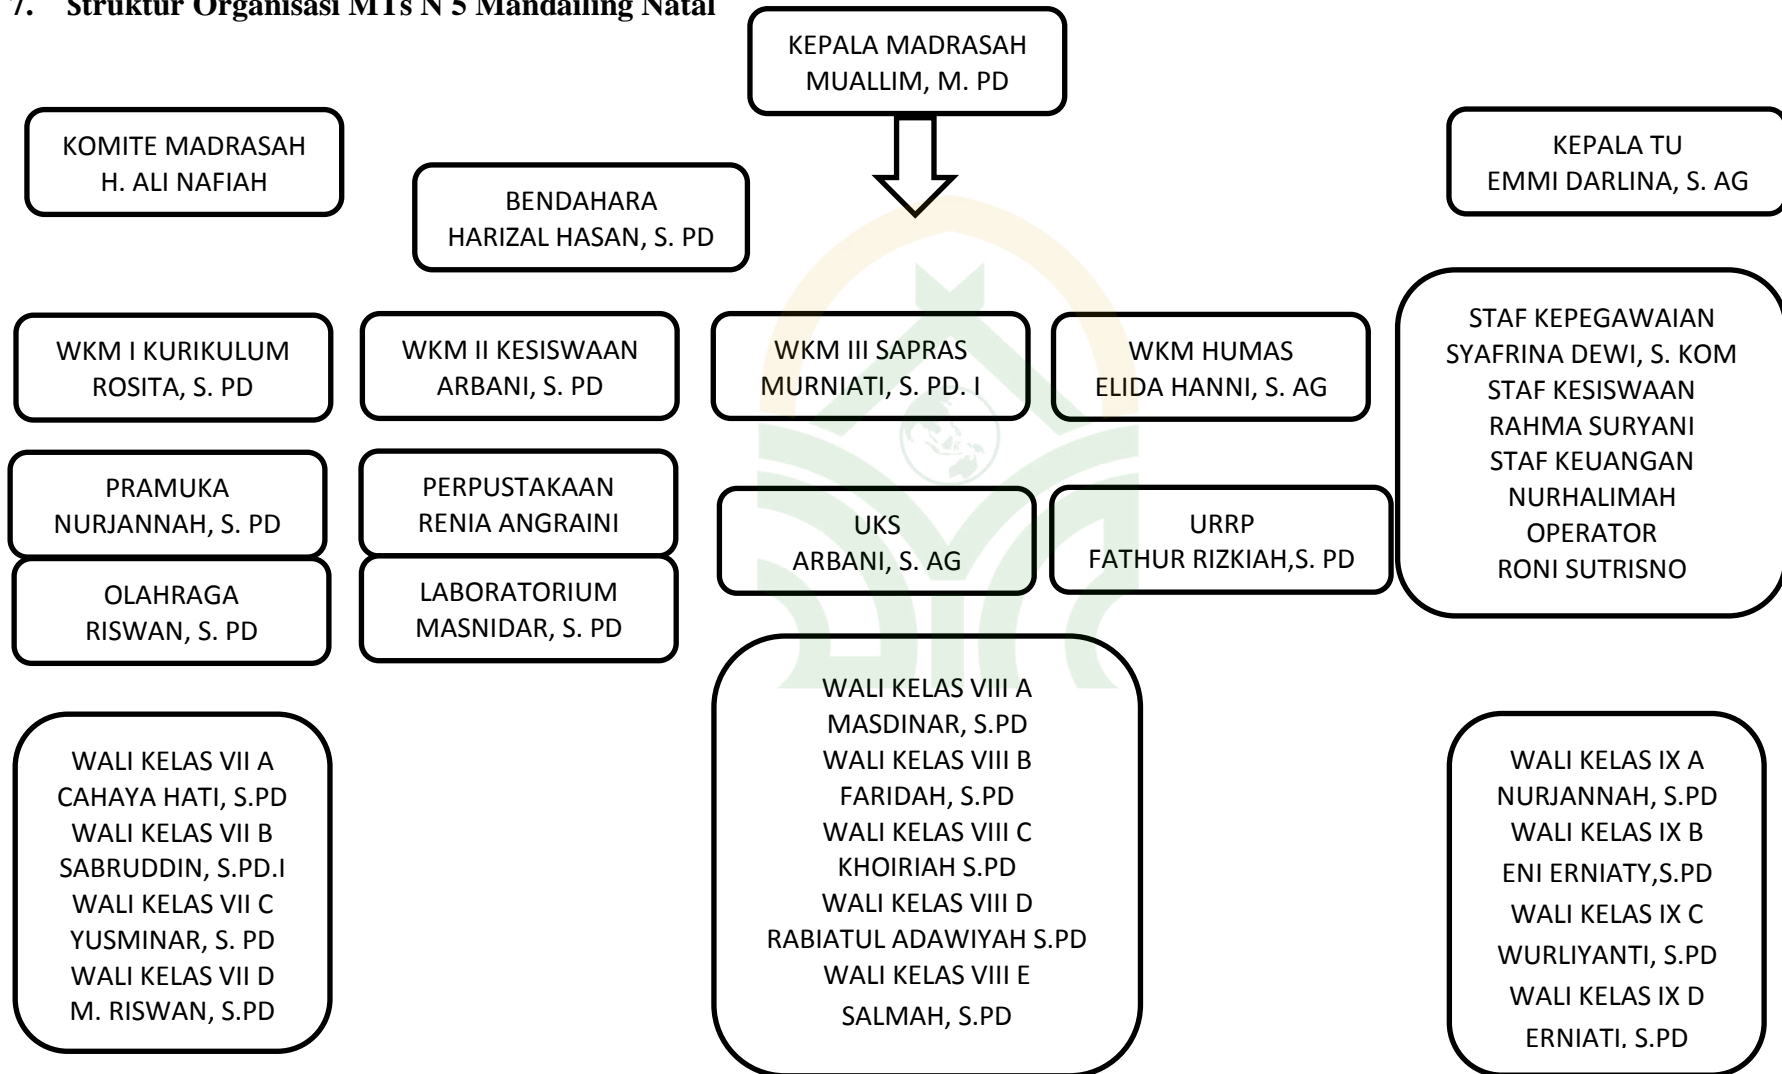 7. Struktur Organisasi MTs N 5 Mandailing Natal
KEPALA MADRASAH
MUALLIM, M. PD
KOMITE MADRASAH
H. ALI NAFIAH
BENDAHARA
HARIZAL HASAN, S. PD
KEPALA TU
EMMI DARLINA, S. AG
WKM I KURIKULUM
ROSITA, S. PD
WKM II KESISWAAN
ARBANI, S. PD
WKM III SAPRAS
MURNIATI, S. PD. I
WKM HUMAS
ELIDA HANNI, S. AG
STAF KEPEGAWAIAN
SYAFRINA DEWI, S. KOM
STAF KESISWAAN
RAHMA SURYANI
STAF KEUANGAN
NURHALIMAH
OPERATOR
RONI SUTRISNO
PRAMUKA
NURJANNAH, S. PD
PERPUSTAKAAN
RENIA ANGRAINI
UKS
ARBANI, S. AG
URRP
FATHUR RIZKIAH,S. PD
OLAHRAGA
RISWAN, S. PD
LABORATORIUM
MASNIDAR, S. PD
WALI KELAS VII A
CAHAYA HATI, S.PD
WALI KELAS VII B
SABRUDDIN, S.PD.I
WALI KELAS VII C
YUSMINAR, S. PD
WALI KELAS VII D
M. RISWAN, S.PD
WALI KELAS VIII A
MASDINAR, S.PD
WALI KELAS VIII B
FARIDAH, S.PD
WALI KELAS VIII C
KHOIRIAH S.PD
WALI KELAS VIII D
RABIATUL ADAWIYAH S.PD
WALI KELAS VIII E
SALMAH, S.PD
WALI KELAS IX A
NURJANNAH, S.PD
WALI KELAS IX B
ENI ERNIATY,S.PD
WALI KELAS IX C
WURLIYANTI, S.PD
WALI KELAS IX D
ERNIATI, S.PD